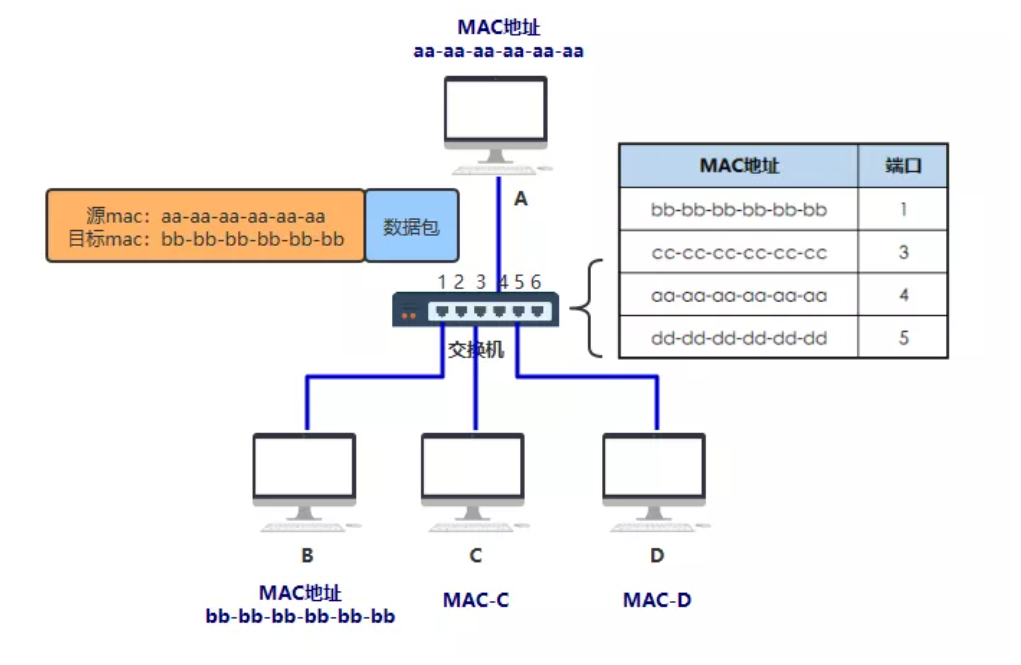 MAC地址
aa-aa-aa-aa-aa-aa
A
源mac：aa-aa-aa-aa-aa-aa
目标mac：bb-bb-bb-bb-bb-bb
数据包
1 2 3 4 5 6
交换机
MAC地址 端口
bb-bb-bb-bb-bb-bb 1
cc-cc-cc-cc-cc-cc 3
aa-aa-aa-aa-aa-aa 4
dd-dd-dd-dd-dd-dd 5
B
MAC地址
bb-bb-bb-bb-bb-bb
C
MAC-C
D
MAC-D